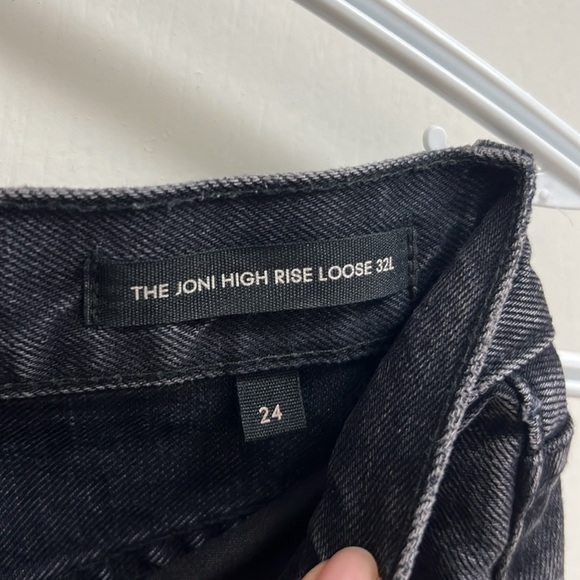 THE JONI HIGH RISE LOOSE 32L
24